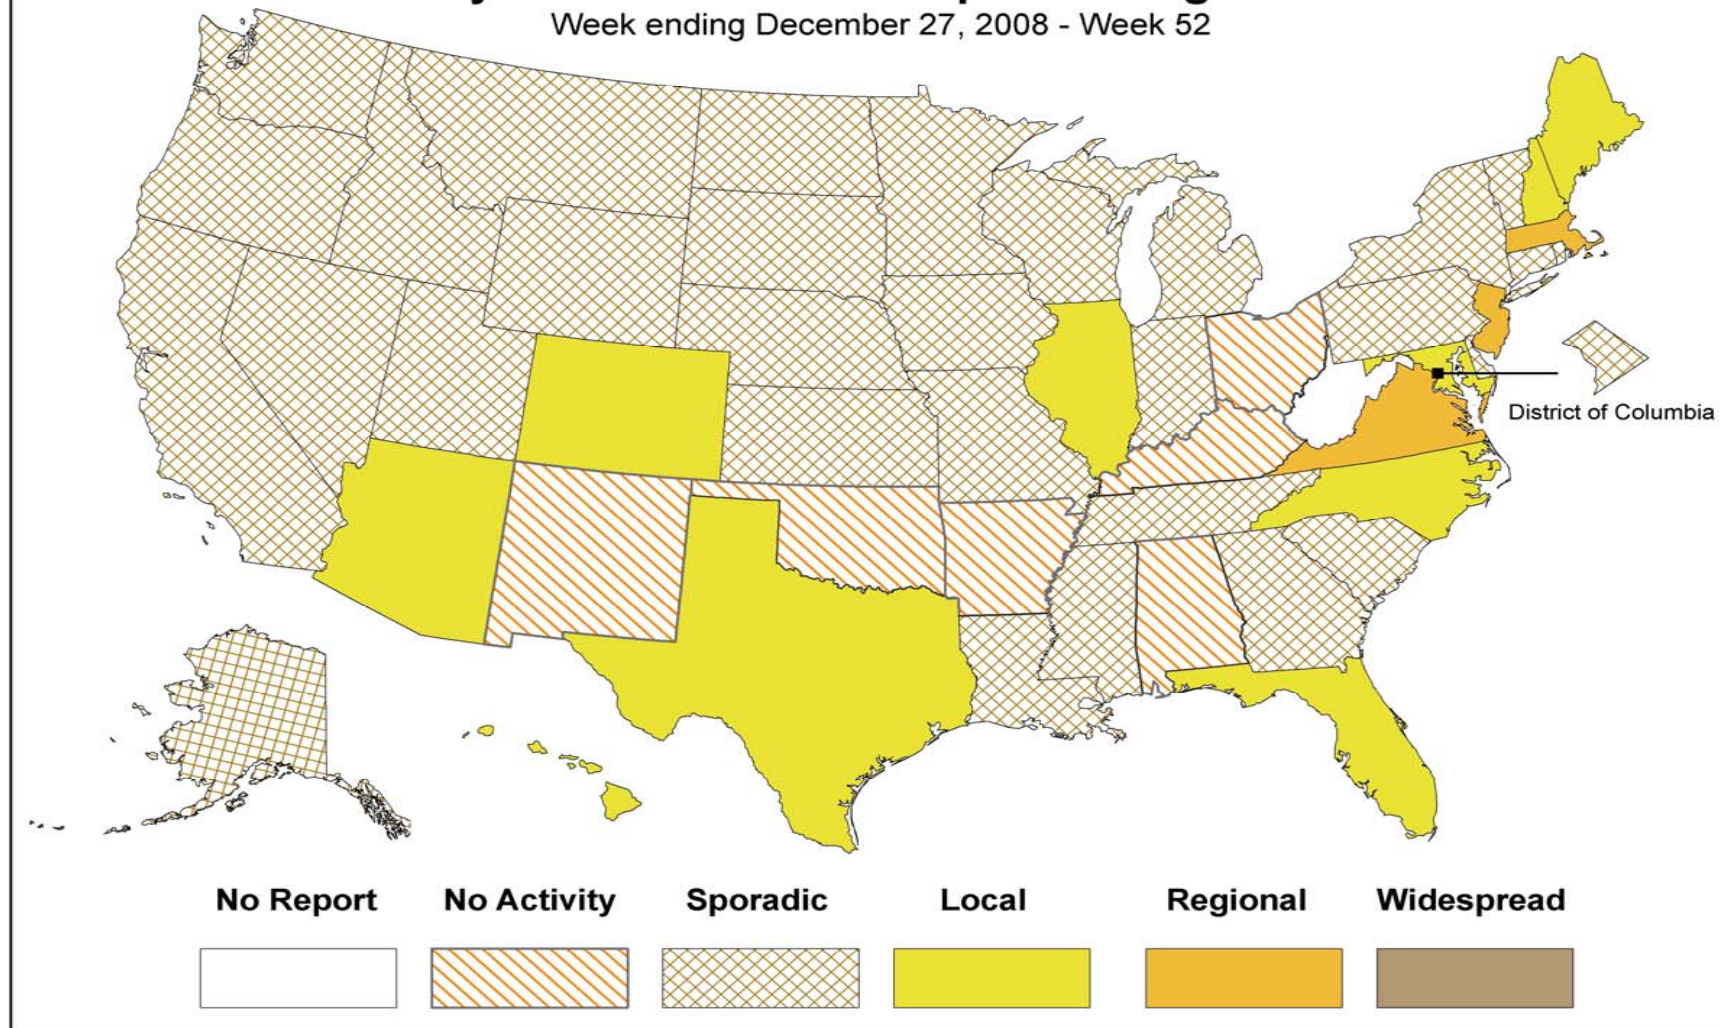 Week ending December 27, 2008 - Week 52
District of Columbia
No Report No Activity Sporadic Local Regional Widespread